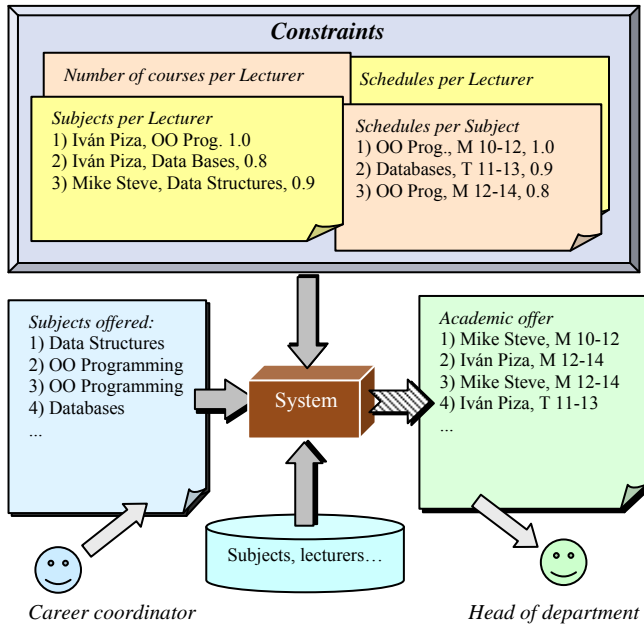 Constraints
Number of courses per Lecturer
Schedules per Lecturer
Subjects per Lecturer
1) Iván Piza, OO Prog. 1.0
2) Iván Piza, Data Bases, 0.8
3) Mike Steve, Data Structures, 0.9
Schedules per Subject
1) OO Prog., M 10-12, 1.0
2) Databases, T 11-13, 0.9
3) OO Prog, M 12-14, 0.8
Subjects offered:
1) Data Structures
2) OO Programming
3) OO Programming
4) Databases
...
System
Academic offer
1) Mike Steve, M 10-12
2) Iván Piza, M 12-14
3) Mike Steve, M 12-14
4) Iván Piza, T 11-13
...
Subjects, lecturers…
Career coordinator
Head of department